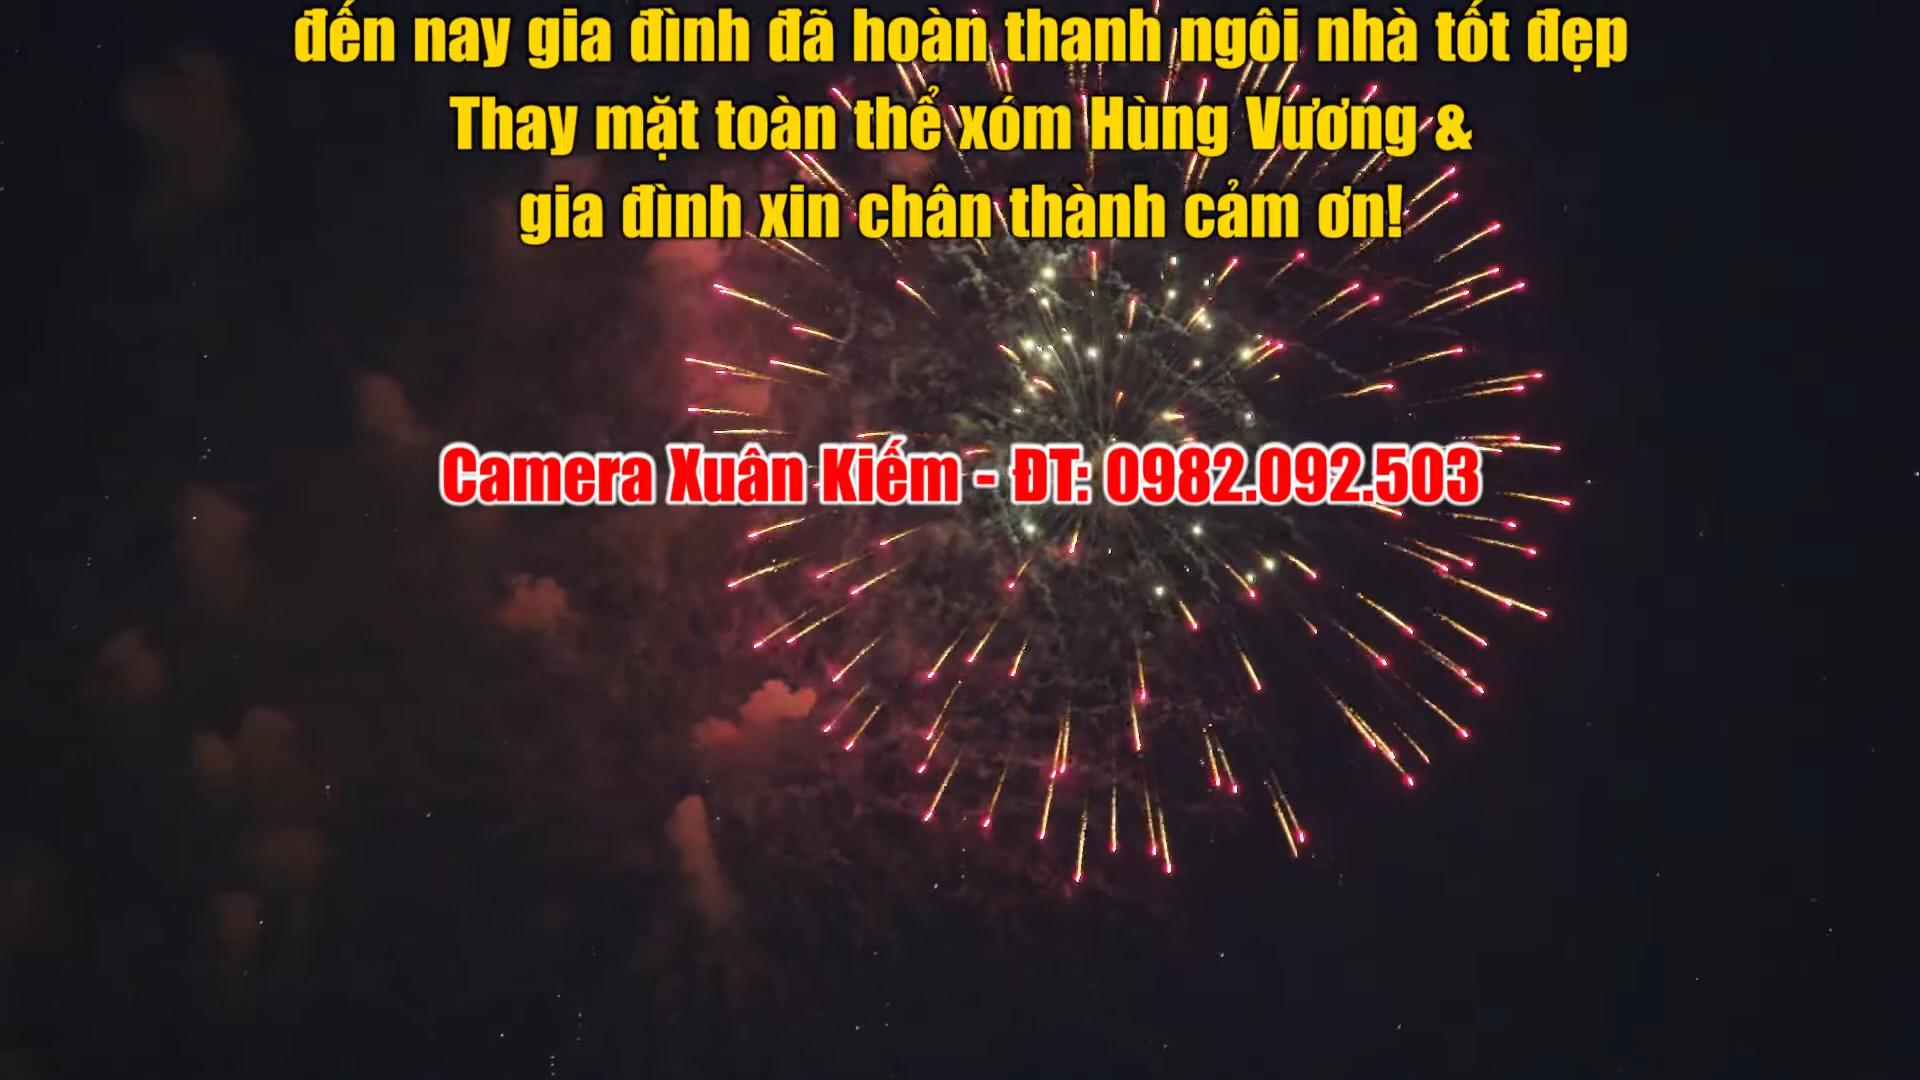 đến nay gia đình đã hoàn thanh ngôi nhà tốt đẹp
Thay mặt toàn thể xóm Hùng Vương &
gia đình xin chân thành cảm ơn!
Camera Xuân Kiếm - ĐT: 0982.092.503